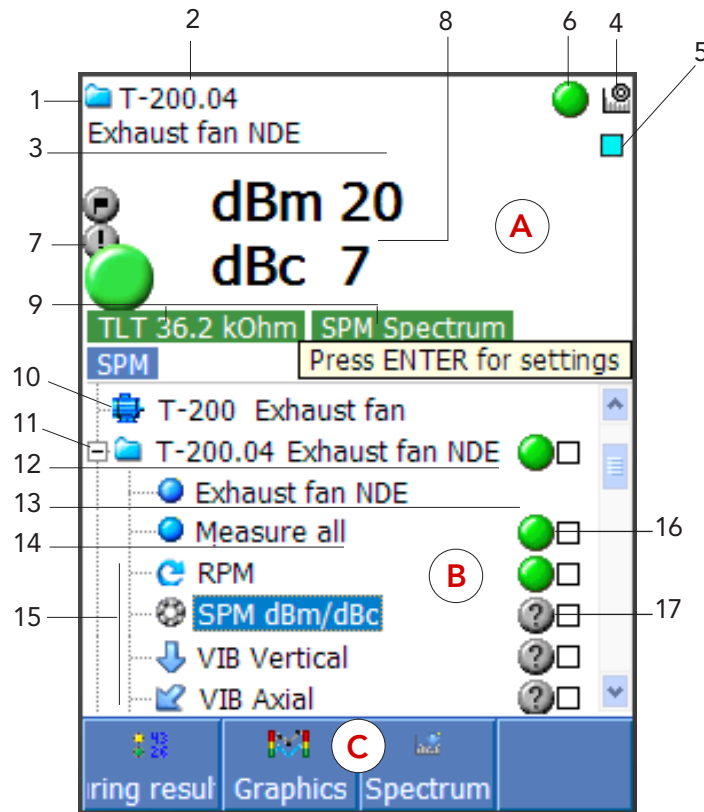 2
8
6
4
5
1
T-200.04
Exhaust fan NDE
3
dBm 20
A
7
dBc 7
9
TLT 36.2 kOhm
SPM Spectrum
SPM
Press ENTER for settings
10
T-200 Exhaust fan
11
T-200.04 Exhaust fan NDE
12
Exhaust fan NDE
13
Measure all
16
14
RPM
B
15
SPM dBm/dBc
17
VIB Vertical
VIB Axial
43
26
C
ring resul
Graphics
Spectrum